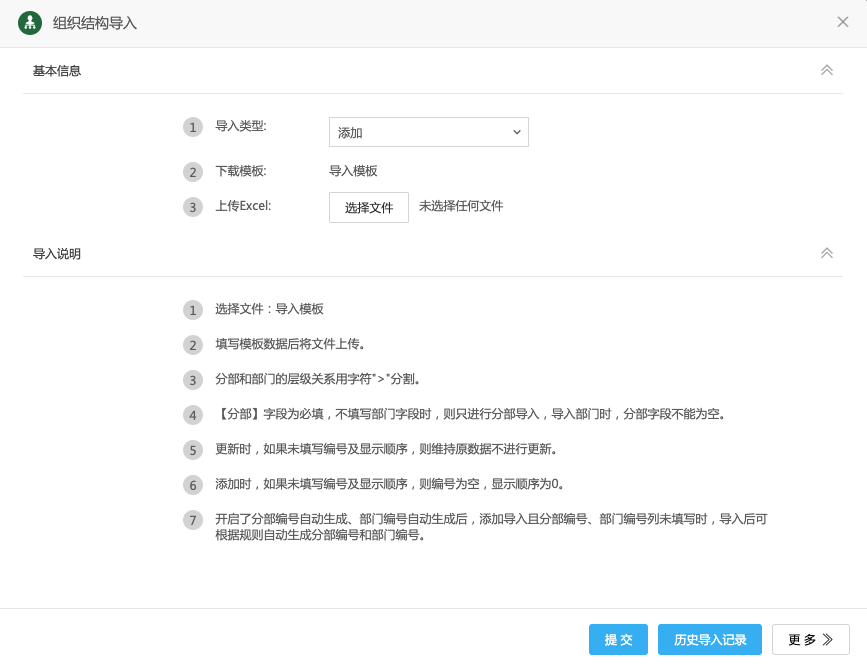 组织结构导入
基本信息
1 导入类型: 添加
2 下载模板: 导入模板
3 上传Excel: 选择文件 未选择任何文件
导入说明
1 选择文件：导入模板
2 填写模板数据后将文件上传。
3 分部和部门的层级关系用字符">"分割。
4 【分部】字段为必填，不填写部门字段时，则只进行分部导入，导入部门时，分部字段不能为空。
5 更新时，如果未填写编号及显示顺序，则维持原数据不进行更新。
6 添加时，如果未填写编号及显示顺序，则编号为空，显示顺序为0。
7 开启了分部编号自动生成、部门编号自动生成后，添加导入且分部编号、部门编号列未填写时，导入后可
根据规则自动生成分部编号和部门编号。
提 交 历史导入记录 更 多